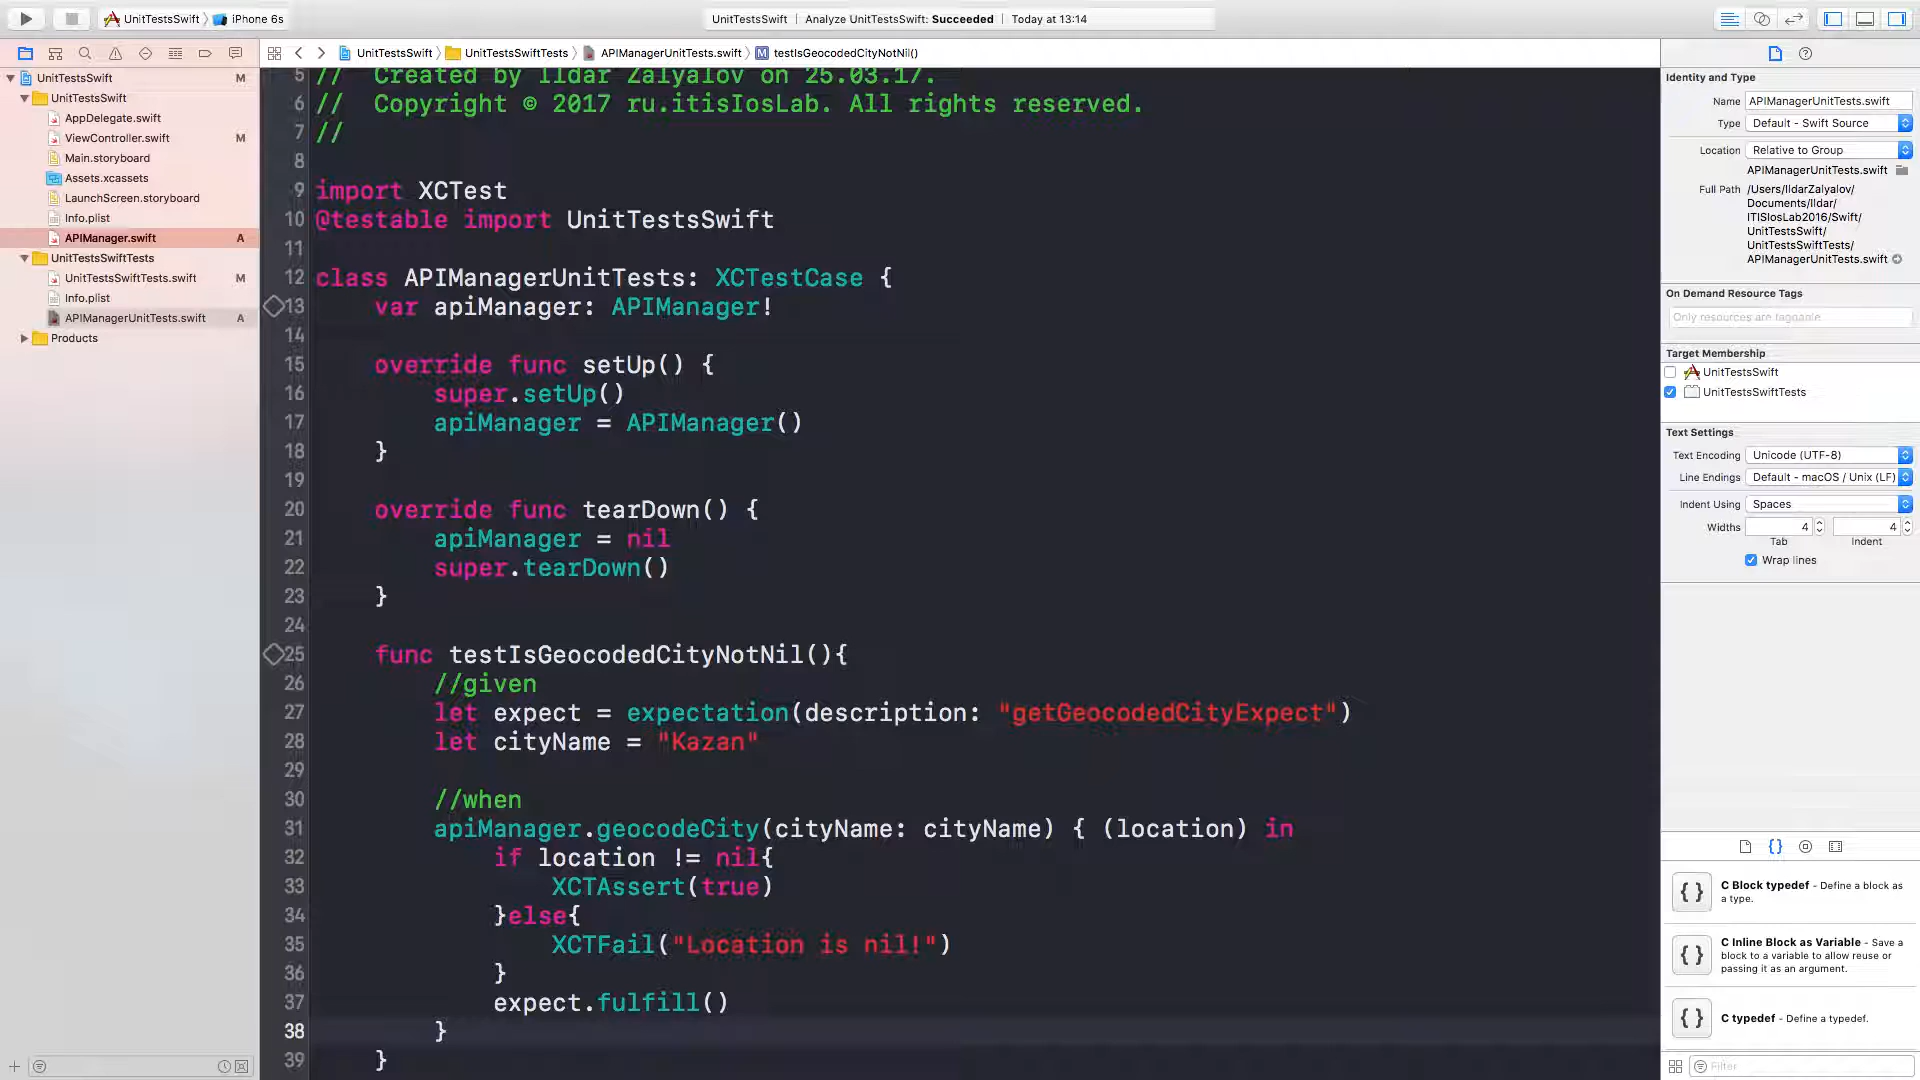 UnitTestsSwift
iPhone 6s
UnitTestsSwift | Analyze UnitTestsSwift: Succeeded | Today at 13:14
UnitTestsSwift
UnitTestsSwiftTests
APIManagerUnitTests.swift
M testIsGeocodedCityNotNil()
UnitTestsSwift M
UnitTestsSwift
AppDelegate.swift
ViewController.swift M
Main.storyboard
Assets.xcassets
LaunchScreen.storyboard
Info.plist
APIManager.swift A
UnitTestsSwiftTests
UnitTestsSwiftTests.swift M
Info.plist
APIManagerUnitTests.swift A
Products
5 // Created by Ildar Zalyalov on 25.03.17.
6 // Copyright © 2017 ru.itisIosLab. All rights reserved.
7 //
8
9 import XCTest
10 @testable import UnitTestsSwift
11
12 class APIManagerUnitTests: XCTestCase {
13 var apiManager: APIManager!
14
15 override func setUp() {
16 super.setUp()
17 apiManager = APIManager()
18 }
19
20 override func tearDown() {
21 apiManager = nil
22 super.tearDown()
23 }
24
25 func testIsGeocodedCityNotNil(){
26 //given
27 let expect = expectation(description: "getGeocodedCityExpect")
28 let cityName = "Kazan"
29
30 //when
31 apiManager.geocodeCity(cityName: cityName) { (location) in
32 if location != nil{
33 XCTAssert(true)
34 }else{
35 XCTFail("Location is nil!")
36 }
37 expect.fulfill()
38 }
39 }
Identity and Type
Name APIManagerUnitTests.swift
Type Default - Swift Source
Location Relative to Group
APIManagerUnitTests.swift
Full Path /Users/IldarZalyalov/
Documents/Ildar/
ITISIosLab2016/Swift/
UnitTestsSwift/
UnitTestsSwiftTests/
APIManagerUnitTests.swift
On Demand Resource Tags
Only resources are taggable
Target Membership
UnitTestsSwift
UnitTestsSwiftTests
Text Settings
Text Encoding Unicode (UTF-8)
Line Endings Default - macOS / Unix (LF)
Indent Using Spaces
Widths 4 4
Tab Indent
Wrap lines
{ } C Block typedef - Define a block as
a type.
{ } C Inline Block as Variable - Save a
block to a variable to allow reuse or
passing it as an argument.
{ } C typedef - Define a typedef.
Filter